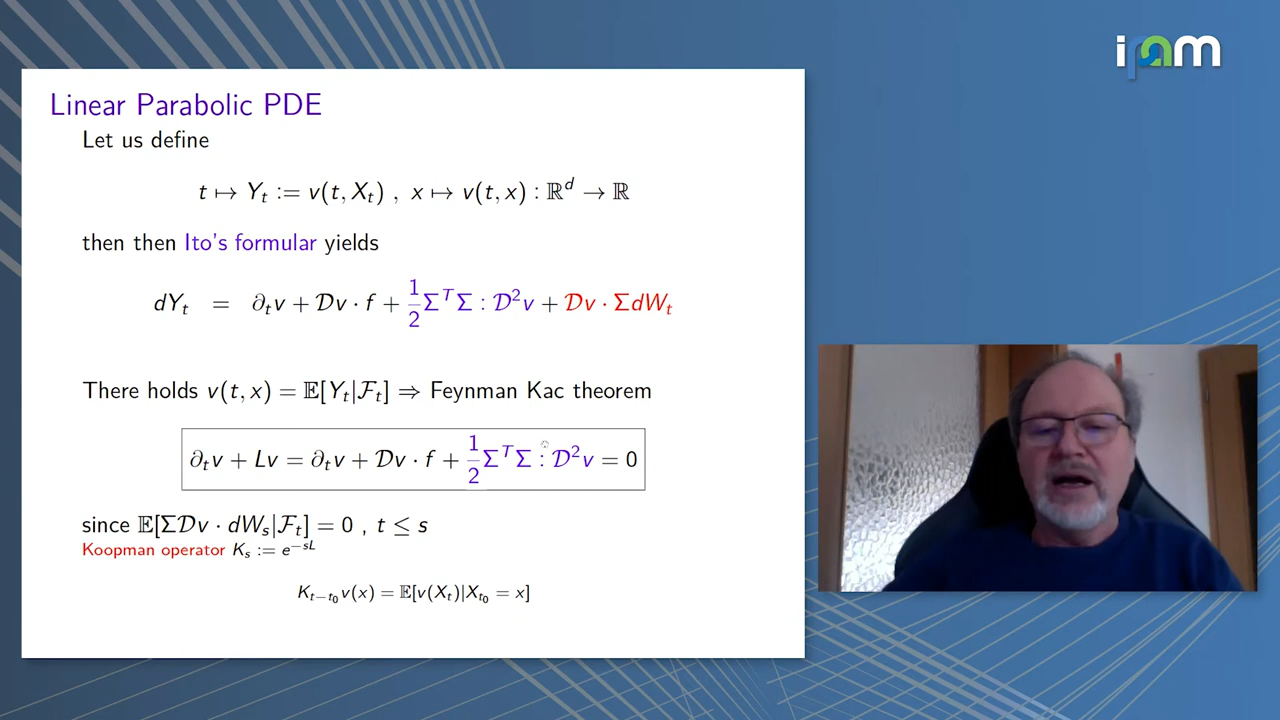 ipam
Linear Parabolic PDE
Let us define
t ↦ Y_t := v(t, X_t) , x ↦ v(t, x) : ℝ^d → ℝ
then then Ito's formular yields
dY_t = ∂_t v + 𝒟v · f + 1/2 Σ^T Σ : 𝒟^2 v + 𝒟v · ΣdW_t
There holds v(t, x) = 𝔼[Y_t|ℱ_t] ⇒ Feynman Kac theorem
∂_t v + Lv = ∂_t v + 𝒟v · f + 1/2 Σ^T Σ : 𝒟^2 v = 0
since 𝔼[Σ𝒟v · dW_s|ℱ_t] = 0 , t ≤ s
Koopman operator K_s := e^{-sL}
K_{t-t_0} v(x) = 𝔼[v(X_t)|X_{t_0} = x]